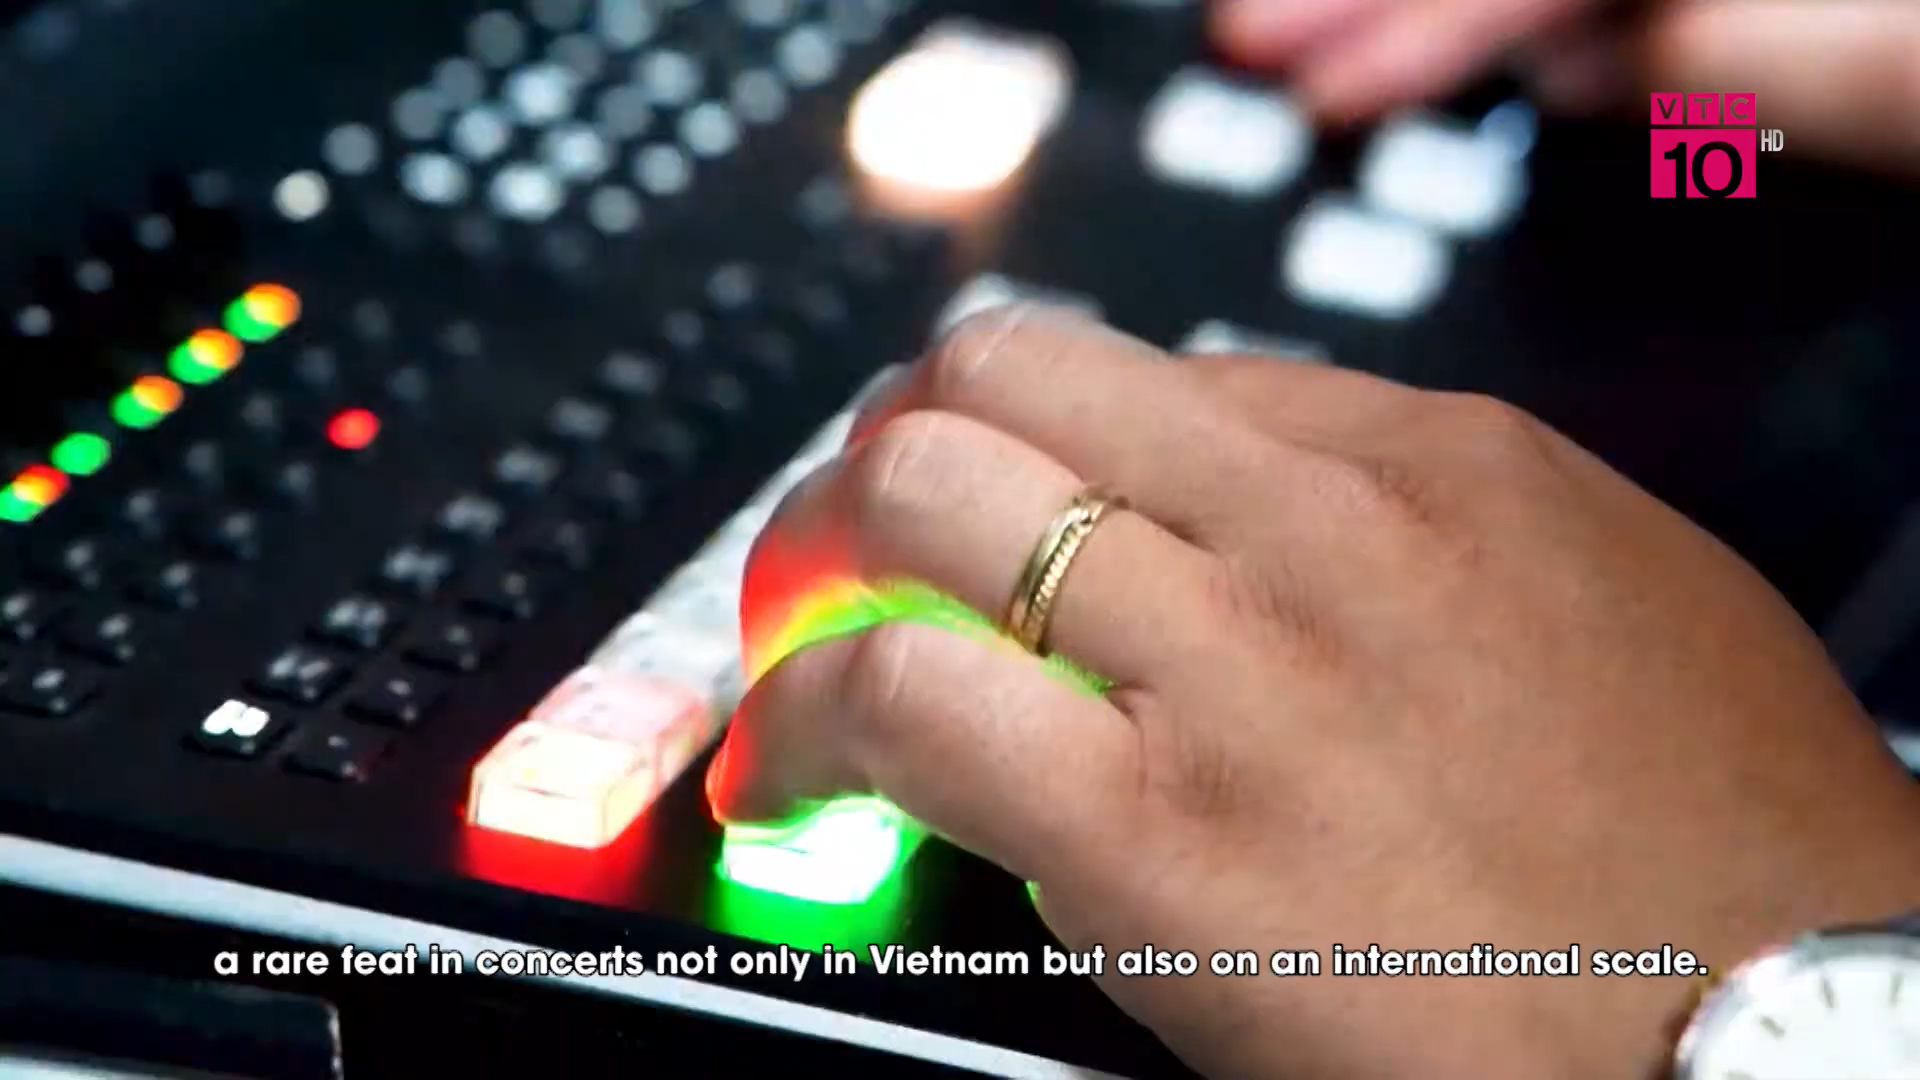 VTC
10 HD
a rare feat in concerts not only in Vietnam but also on an international scale.